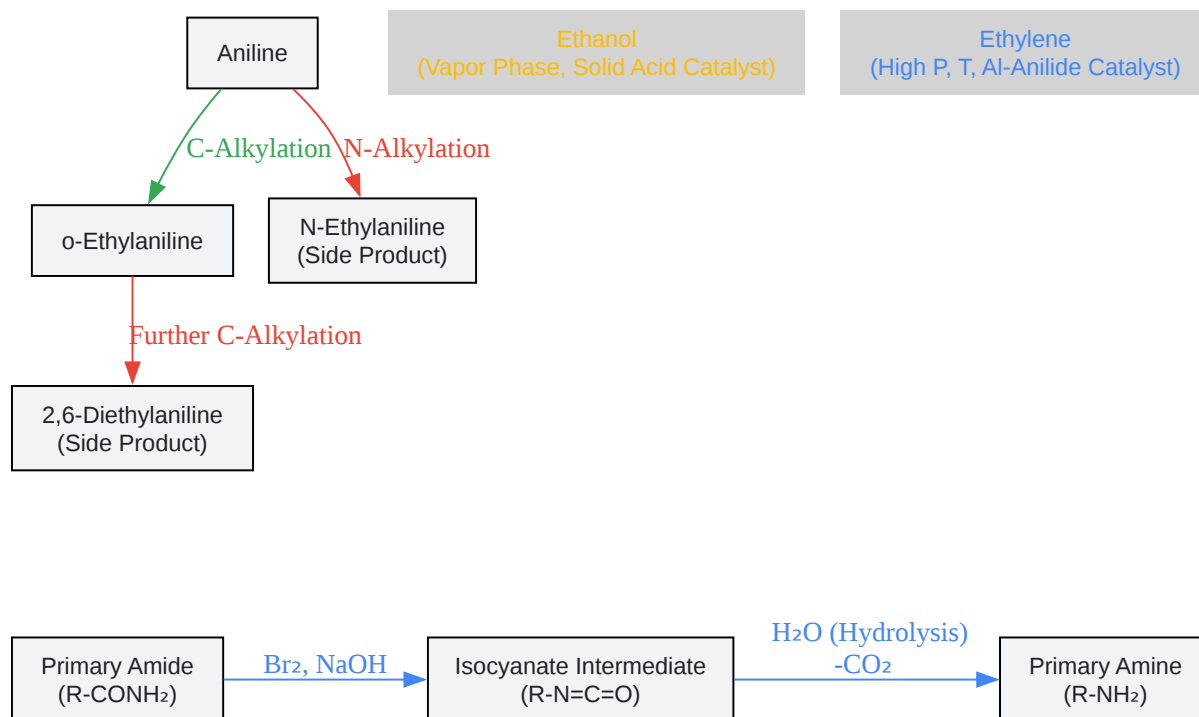 Aniline
Ethanol
(Vapor Phase, Solid Acid Catalyst)
Ethylene
(High P, T, Al-Anilide Catalyst)
C-Alkylation
N-Alkylation
o-Ethylaniline
N-Ethylaniline
(Side Product)
Further C-Alkylation
2,6-Diethylaniline
(Side Product)
Primary Amide
(R-CONH₂)
Br₂, NaOH
Isocyanate Intermediate
(R-N=C=O)
H₂O (Hydrolysis)
-CO₂
Primary Amine
(R-NH₂)